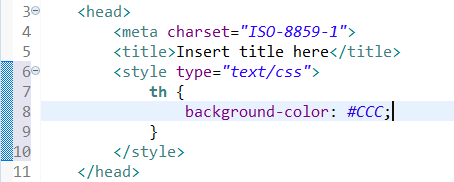 3 <head>
4 <meta charset="ISO-8859-1">
5 <title>Insert title here</title>
6 <style type="text/css">
7 th {
8 background-color: #CCC;
9 }
10 </style>
11 </head>